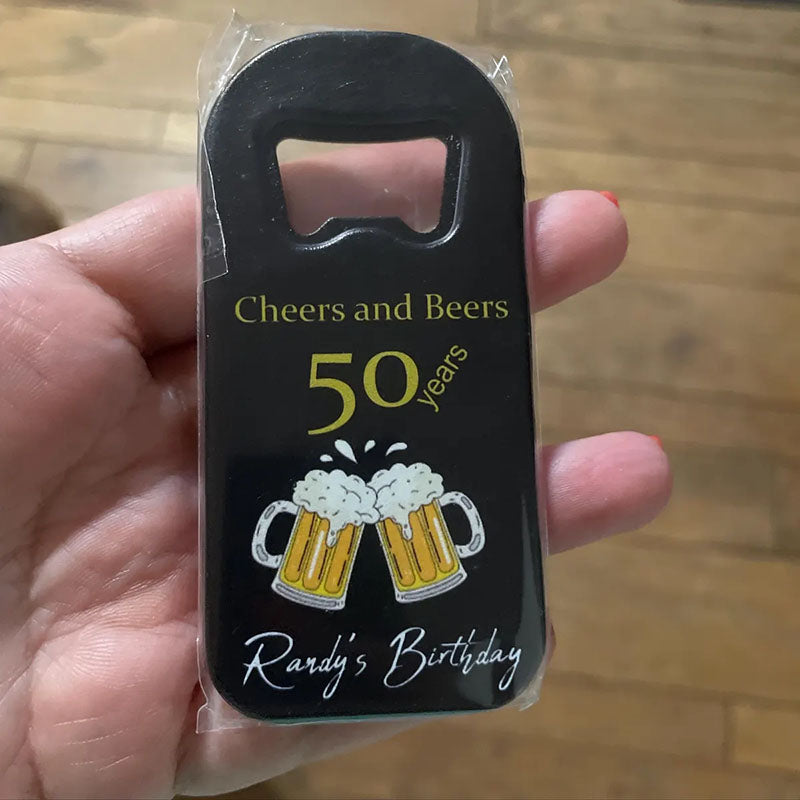 Cheers and Beers
50 years
Randy's Birthday